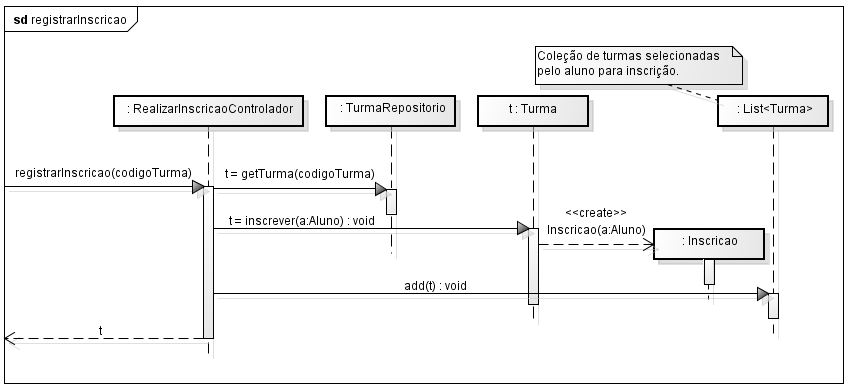 sd registrarInscricao
Coleção de turmas selecionadas
pelo aluno para inscrição.
: RealizarInscricaoControlador
: TurmaRepositorio
t : Turma
: List<Turma>
registrarInscricao(codigoTurma)
t = getTurma(codigoTurma)
<<create>>
t = inscrever(a:Aluno) : void
Inscricao(a:Aluno)
: Inscricao
add(t) : void
t